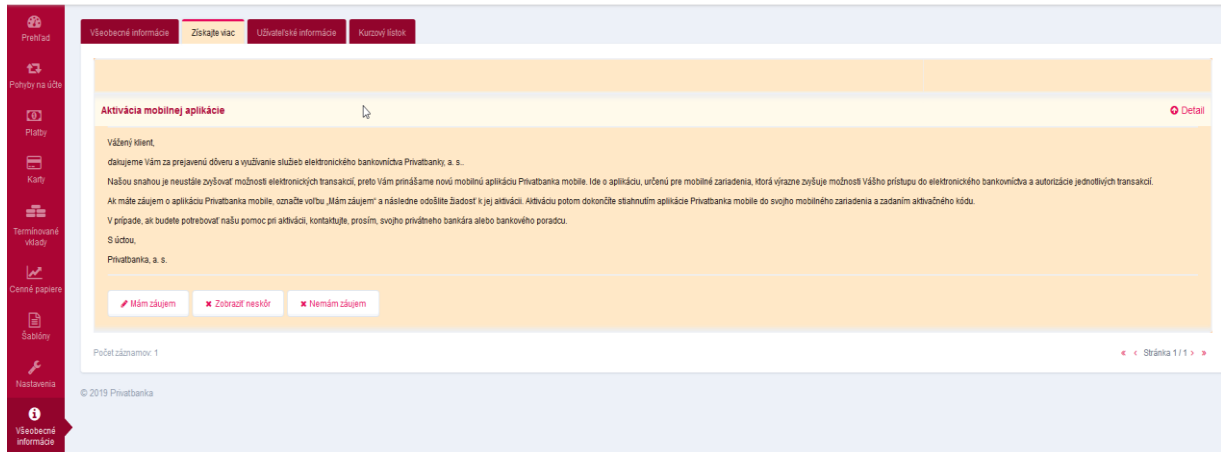 Prehľad
Pohyby na účte
Platby
Karty
Termínované
vklady
Cenné papiere
Šablóny
Nastavenia
Všeobecné
informácie
Všeobecné informácie
Získajte viac
Užívateľské informácie
Kurzový lístok
Aktivácia mobilnej aplikácie
Detail
Vážený klient,
ďakujeme Vám za prejavenú dôveru a využívanie služieb elektronického bankovníctva Privatbanky, a. s..
Našou snahou je neustále zvyšovať možnosti elektronických transakcií, preto Vám prinášame novú mobilnú aplikáciu Privatbanka mobile. Ide o aplikáciu, určenú pre mobilné zariadenia, ktorá výrazne zvyšuje možnosti Vášho prístupu do elektronického bankovníctva a autorizácie jednotlivých transakcií.
Ak máte záujem o aplikáciu Privatbanka mobile, označte voľbu „Mám záujem“ a následne odošlite žiadosť k jej aktivácii. Aktiváciu potom dokončíte stiahnutím aplikácie Privatbanka mobile do svojho mobilného zariadenia a zadaním aktivačného kódu.
V prípade, ak budete potrebovať našu pomoc pri aktivácii, kontaktujte, prosím, svojho privátneho bankára alebo bankového poradcu.
S úctou,
Privatbanka, a. s.
Mám záujem
Zobraziť neskôr
Nemám záujem
Počet záznamov: 1
« ‹ Stránka 1 / 1 › »
© 2019 Privatbanka